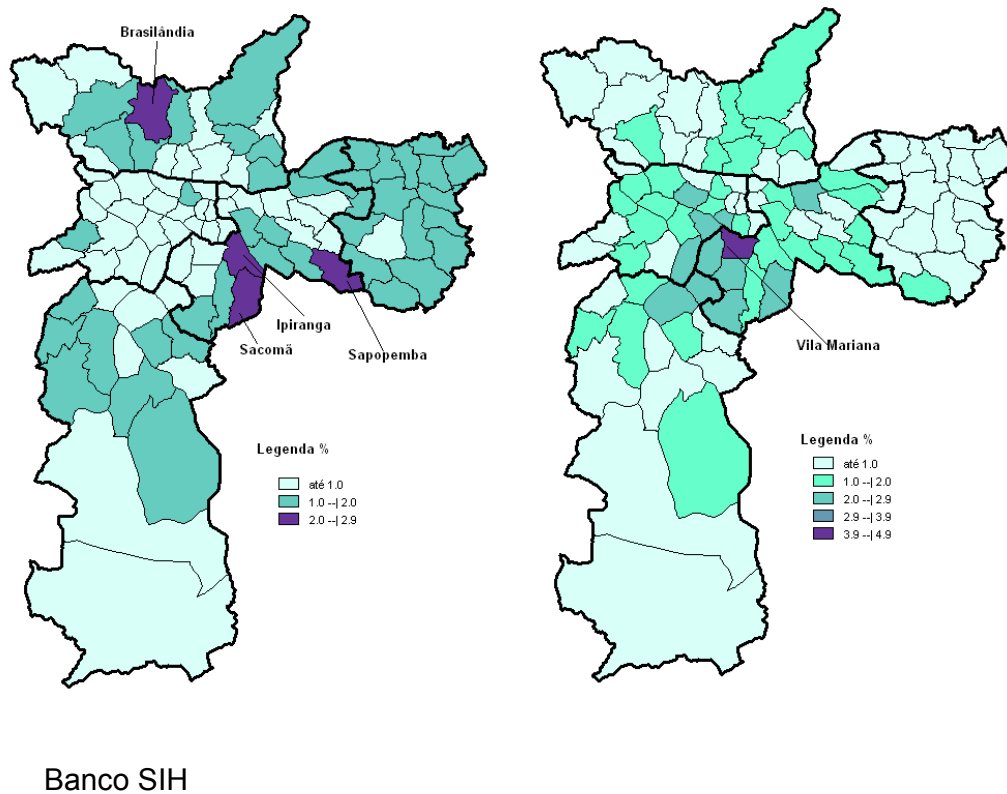 Brasilândia
Ipiranga
Sacomã
Sapopemba
Legenda %
até 1.0
1.0 --| 2.0
2.0 --| 2.9
Vila Mariana
Legenda %
até 1.0
1.0 --| 2.0
2.0 --| 2.9
2.9 --| 3.9
3.9 --| 4.9
Banco SIH